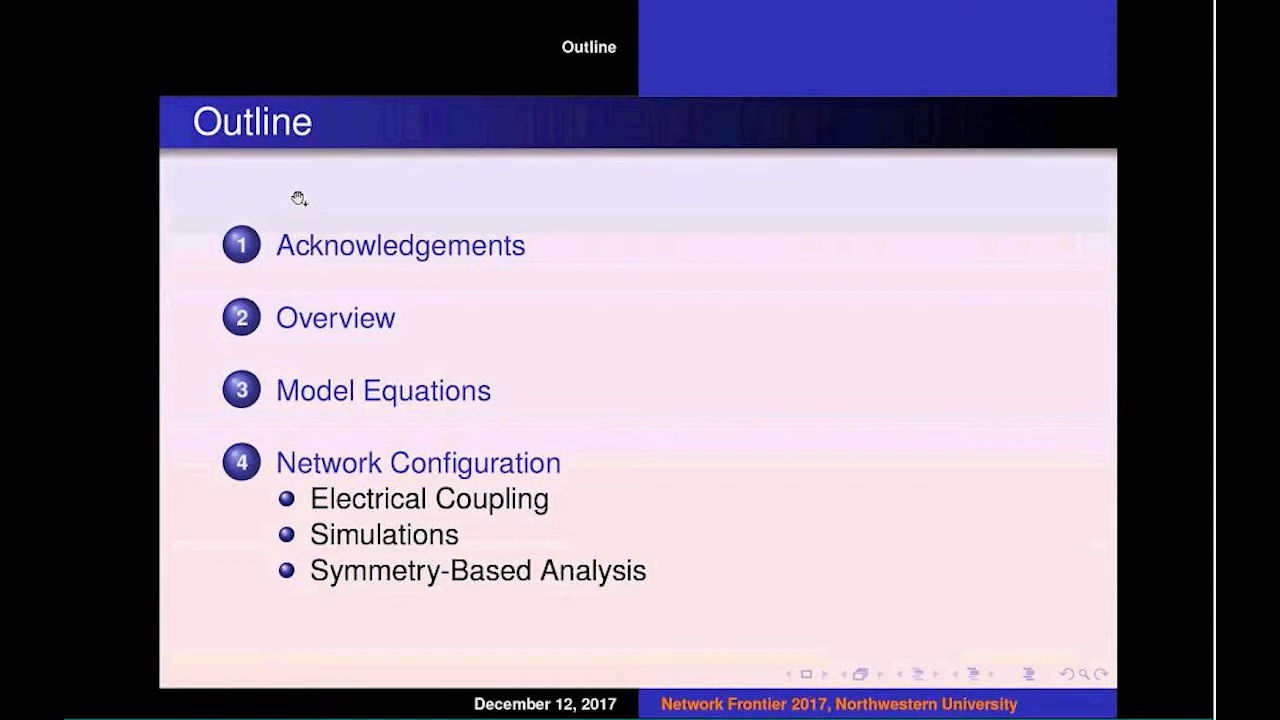 Outline
Outline
1 Acknowledgements
2 Overview
3 Model Equations
4 Network Configuration
Electrical Coupling
Simulations
Symmetry-Based Analysis
December 12, 2017
Network Frontier 2017, Northwestern University